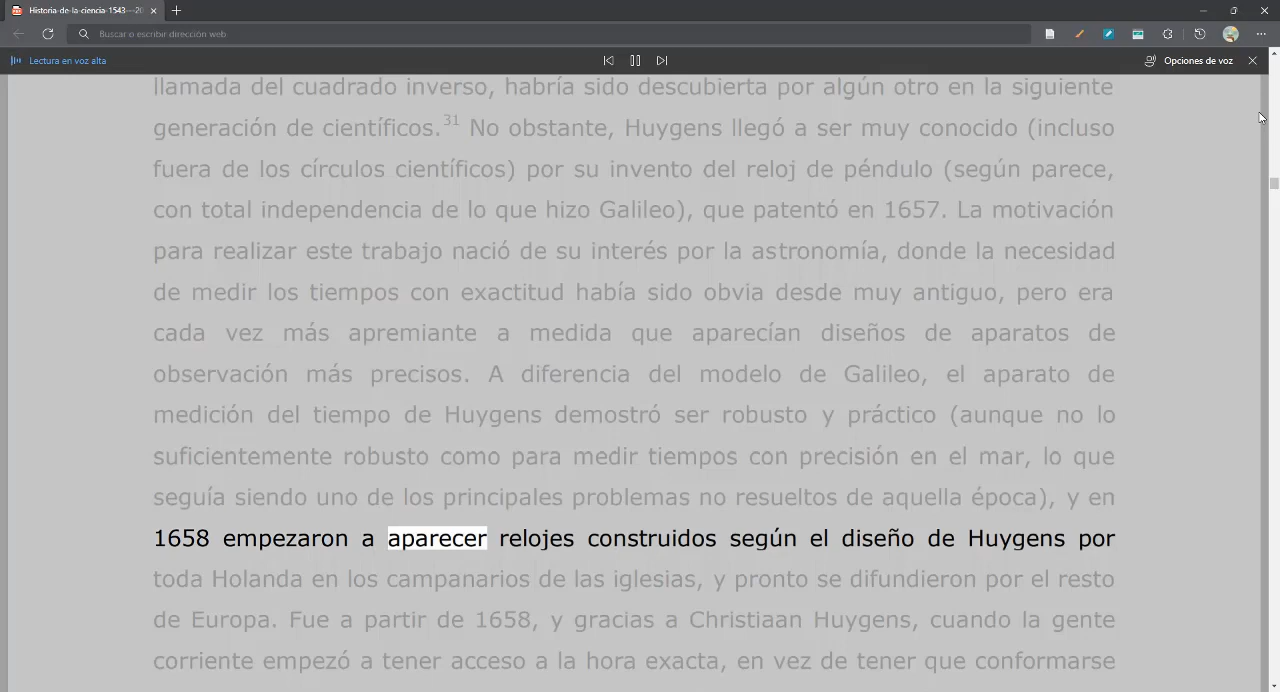 Historia-de-la-ciencia-1543---20
Buscar o escribir dirección web
Lectura en voz alta
Opciones de voz
llamada del cuadrado inverso, habría sido descubierta por algún otro en la siguiente
generación de científicos.31 No obstante, Huygens llegó a ser muy conocido (incluso
fuera de los círculos científicos) por su invento del reloj de péndulo (según parece,
con total independencia de lo que hizo Galileo), que patentó en 1657. La motivación
para realizar este trabajo nació de su interés por la astronomía, donde la necesidad
de medir los tiempos con exactitud había sido obvia desde muy antiguo, pero era
cada vez más apremiante a medida que aparecían diseños de aparatos de
observación más precisos. A diferencia del modelo de Galileo, el aparato de
medición del tiempo de Huygens demostró ser robusto y práctico (aunque no lo
suficientemente robusto como para medir tiempos con precisión en el mar, lo que
seguía siendo uno de los principales problemas no resueltos de aquella época), y en
1658 empezaron a aparecer relojes construidos según el diseño de Huygens por
toda Holanda en los campanarios de las iglesias, y pronto se difundieron por el resto
de Europa. Fue a partir de 1658, y gracias a Christiaan Huygens, cuando la gente
corriente empezó a tener acceso a la hora exacta, en vez de tener que conformarse